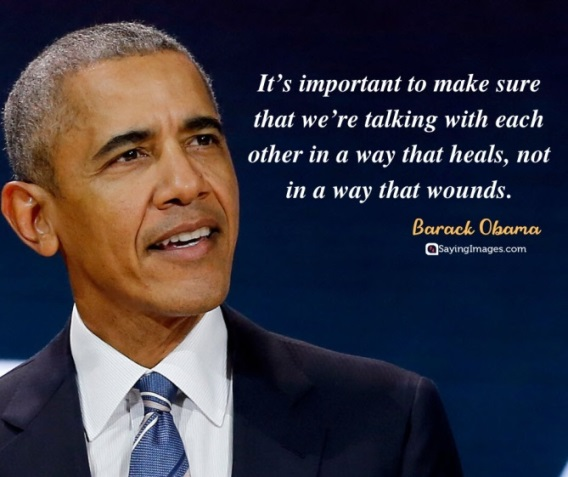 It’s important to make sure
that we’re talking with each
other in a way that heals, not
in a way that wounds.
Barack Obama
SayingImages.com